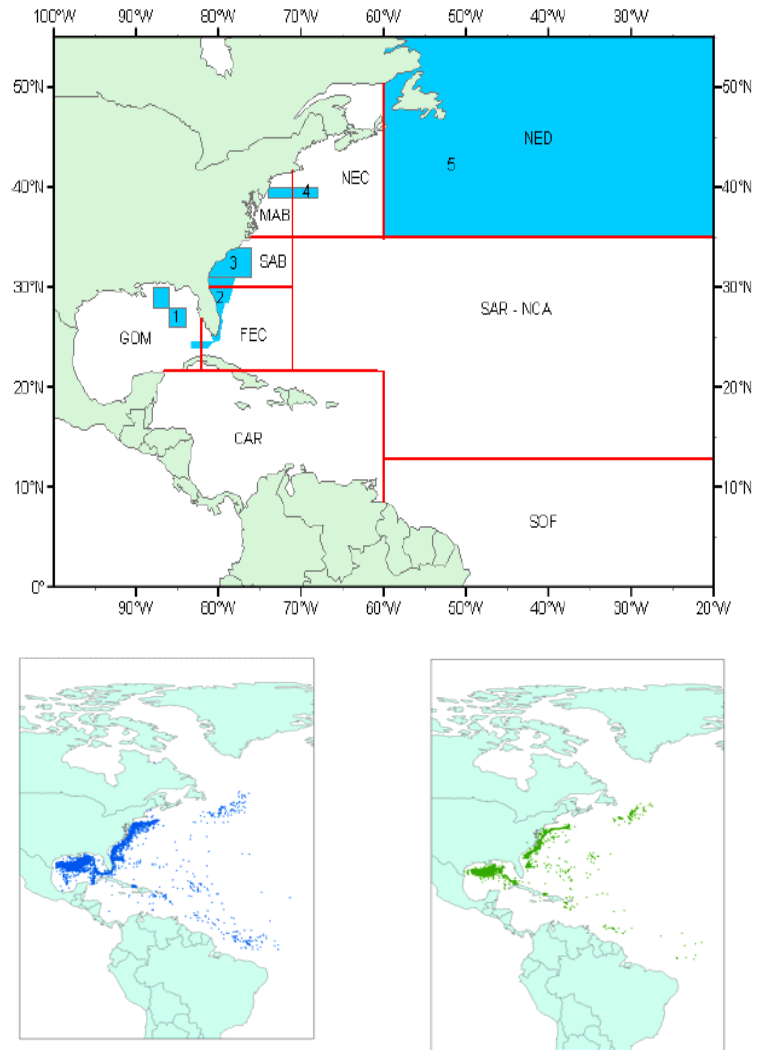 100°W 90°W 80°W 70°W 60°W 50°W 40°W 30°W
50°N 50°N
NED
5
40°N 4 NEC 40°N
MAB
3 SAB
30°N 2 30°N
1 SAR - NCA
GOM FEC
20°N 20°N
CAR
10°N 10°N
SOF
0°
90°W 80°W 70°W 60°W 50°W 40°W 30°W 20°W